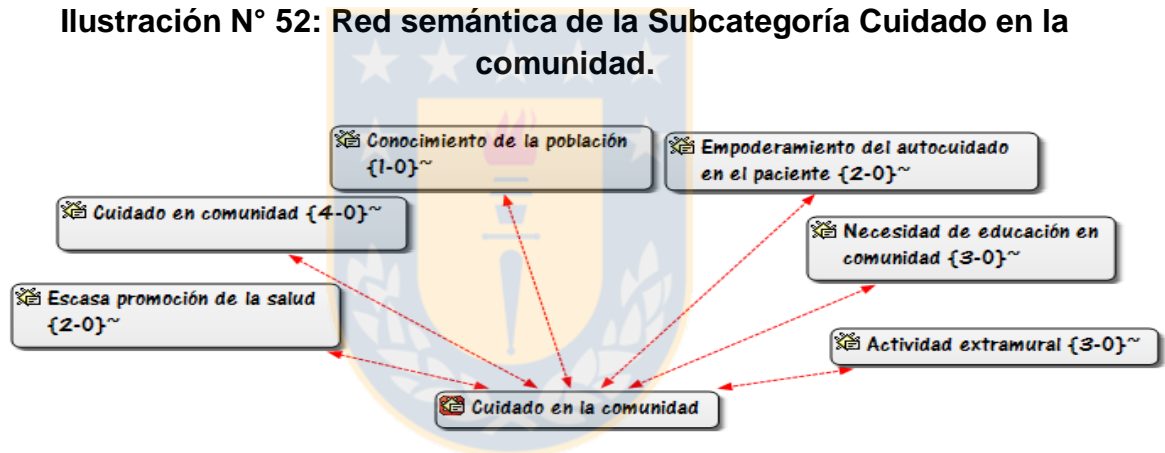 Ilustración N° 52: Red semántica de la Subcategoría Cuidado en la
comunidad.
Conocimiento de la población
{1-0}~
Empoderamiento del autocuidado
en el paciente {2-0}~
Cuidado en comunidad {4-0}~
Necesidad de educación en
comunidad {3-0}~
Escasa promoción de la salud
{2-0}~
Actividad extramural {3-0}~
Cuidado en la comunidad